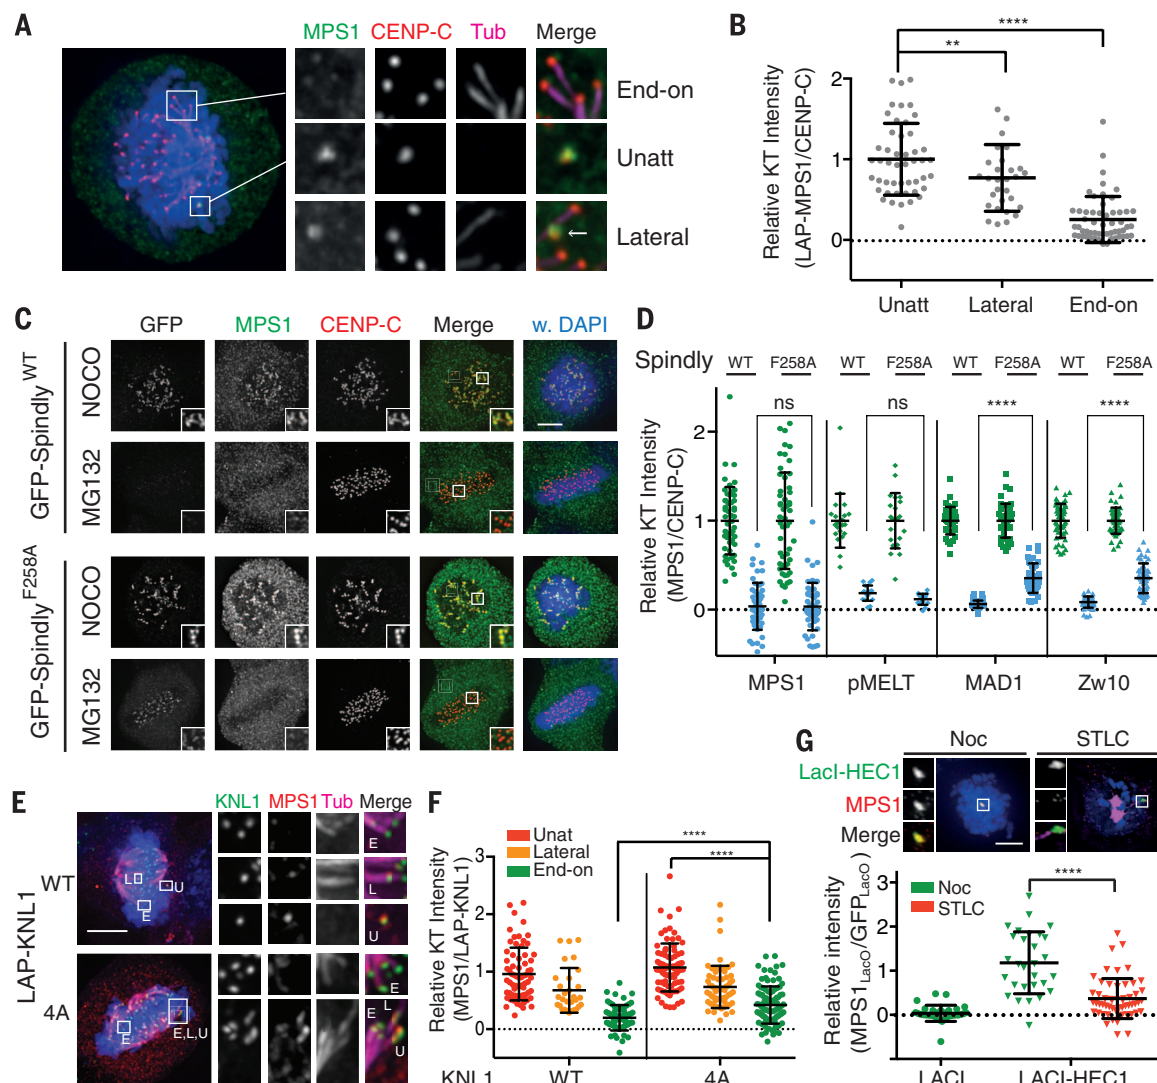 A
MPS1 CENP-C Tub Merge
End-on
Unatt
Lateral
B
****
**
Relative KT Intensity
(LAP-MPS1/CENP-C)
2
1
0
Unatt Lateral End-on
C
GFP MPS1 CENP-C Merge w. DAPI
GFP-Spindly WT
NOCO
MG132
GFP-Spindly F258A
NOCO
MG132
D
Spindly WT F258A WT F258A WT F258A WT F258A
ns ns **** ****
Relative KT Intensity
(MPS1/CENP-C)
2
1
0
MPS1 pMELT MAD1 Zw10
E
KNL1 MPS1 Tub Merge
LAP-KNL1
WT
L U
E
E
L
U
4A
E
E,L,U
E
E L
U
F
Unat
Lateral
End-on
****
****
Relative KT Intensity
(MPS1/LAP-KNL1)
3
2
1
0
KNL1 WT 4A
G
Noc STLC
LacI-HEC1
MPS1
Merge
Noc
STLC
****
Relative intensity
(MPS1LacO/GFPLacO)
3
2
1
0
LACI LACI-HEC1